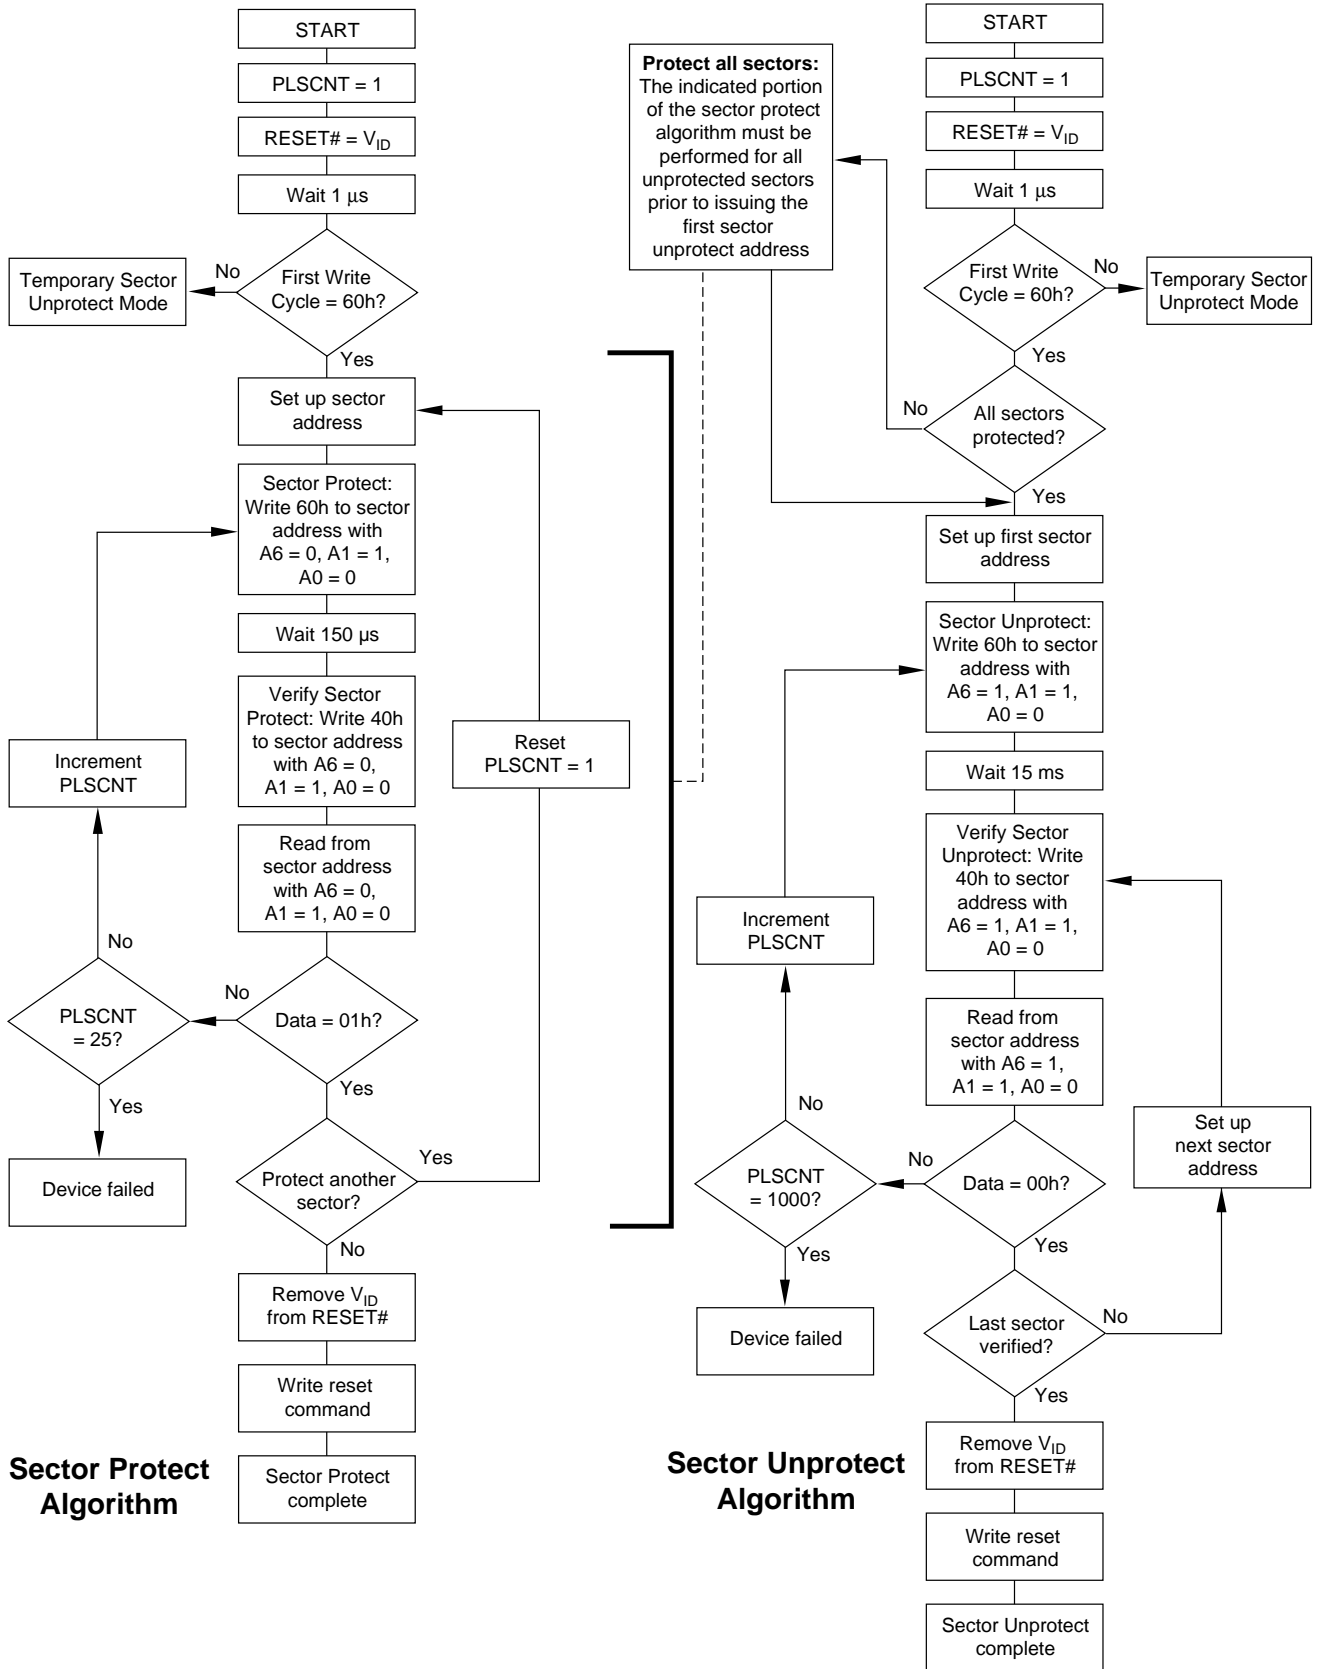 START
PLSCNT = 1
RESET# = VID
Wait 1 μs
First Write
Cycle = 60h?
No
Temporary Sector
Unprotect Mode
Yes
Set up sector
address
Sector Protect:
Write 60h to sector
address with
A6 = 0, A1 = 1,
A0 = 0
Wait 150 µs
Verify Sector
Protect: Write 40h
to sector address
with A6 = 0,
A1 = 1, A0 = 0
Reset
PLSCNT = 1
Increment
PLSCNT
Read from
sector address
with A6 = 0,
A1 = 1, A0 = 0
No
PLSCNT
= 25?
No
Data = 01h?
Yes
Yes
Device failed
Protect another
sector?
Yes
No
Remove VID
from RESET#
Write reset
command
Sector Protect
complete
Sector Protect
Algorithm
Protect all sectors:
The indicated portion
of the sector protect
algorithm must be
performed for all
unprotected sectors
prior to issuing the
first sector
unprotect address
START
PLSCNT = 1
RESET# = VID
Wait 1 μs
First Write
Cycle = 60h?
No
Temporary Sector
Unprotect Mode
Yes
No
All sectors
protected?
Yes
Set up first sector
address
Sector Unprotect:
Write 60h to sector
address with
A6 = 1, A1 = 1,
A0 = 0
Wait 15 ms
Verify Sector
Unprotect: Write
40h to sector
address with
A6 = 1, A1 = 1,
A0 = 0
Increment
PLSCNT
Read from
sector address
with A6 = 1,
A1 = 1, A0 = 0
No
Set up
next sector
address
PLSCNT
= 1000?
No
Data = 00h?
Yes
Yes
Device failed
Last sector
verified?
No
Yes
Remove VID
from RESET#
Write reset
command
Sector Unprotect
complete
Sector Unprotect
Algorithm